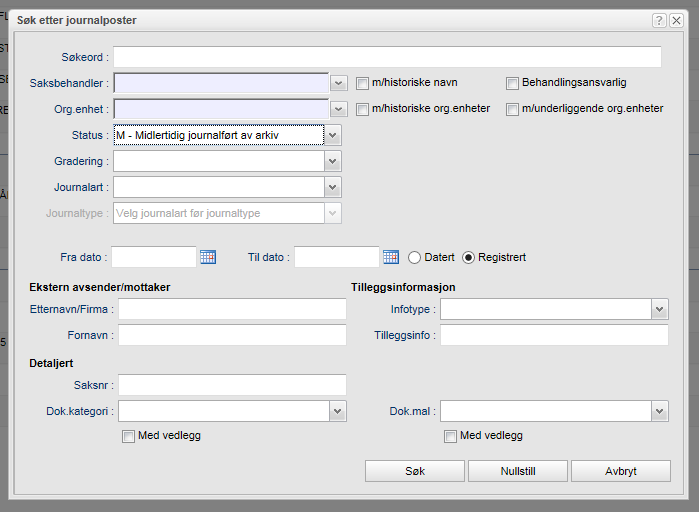 Søk etter journalposter
Søkeord :
Saksbehandler : m/historiske navn Behandlingsansvarlig
Org.enhet : m/historiske org.enheter m/underliggende org.enheter
Status : M - Midlertidig journalført av arkiv
Gradering :
Journalart :
Journaltype : Velg journalart før journaltype
Fra dato : Til dato : Datert Registrert
Ekstern avsender/mottaker Tilleggsinformasjon
Etternavn/Firma : Infotype :
Fornavn : Tilleggsinfo :
Detaljert
Saksnr :
Dok.kategori : Dok.mal :
Med vedlegg Med vedlegg
Søk Nullstill Avbryt